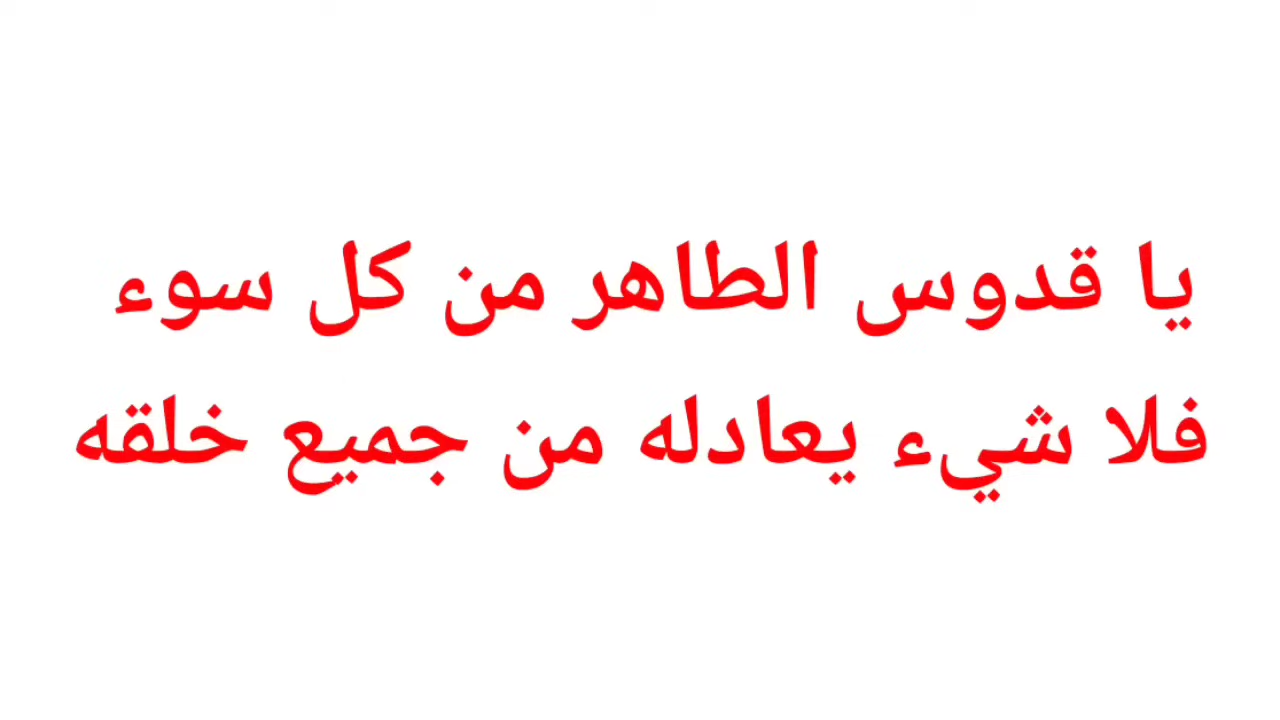 يا قدوس الطاهر من كل سوء
فلا شيء يعادله من جميع خلقه